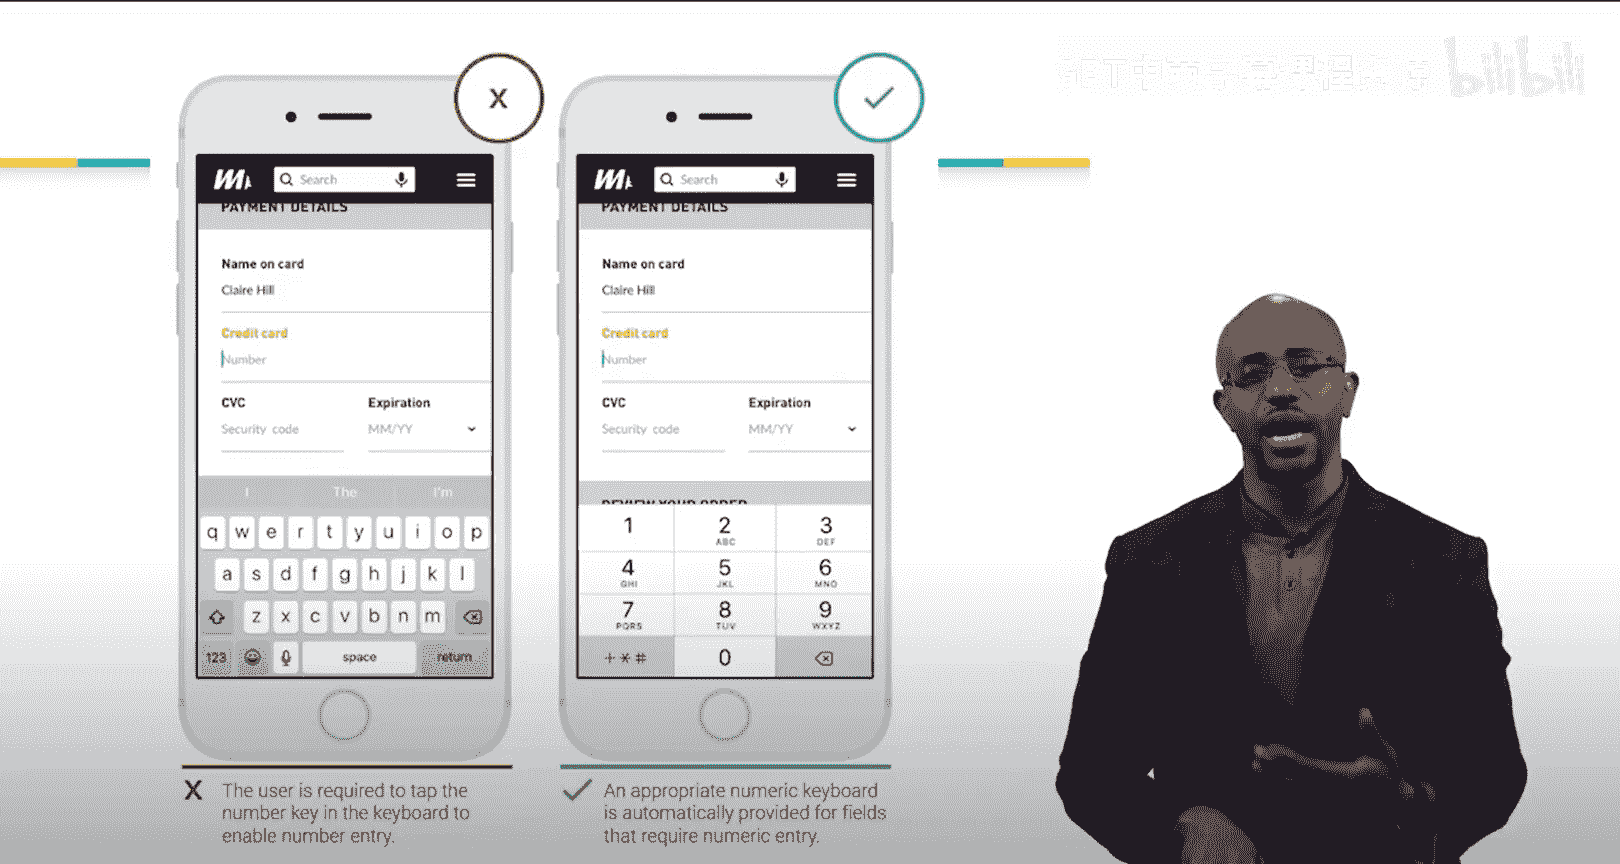 X
Search
PAYMENT DETAILS
Name on card
Claire Hill
Credit card
Number
CVC
Expiration
Security code
MM/YY
I
The
I'm
q w e r t y u i o p
a s d f g h j k l
z x c v b n m
123
space
return
X The user is required to tap the
number key in the keyboard to
enable number entry.
Search
PAYMENT DETAILS
Name on card
Claire Hill
Credit card
Number
CVC
Expiration
Security code
MM/YY
REVIEW YOUR ORDER
1
2
ABC
3
DEF
4
GHI
5
JKL
6
MNO
7
PQRS
8
TUV
9
WXYZ
+ * #
0
An appropriate numeric keyboard
is automatically provided for fields
that require numeric entry.
bilibili